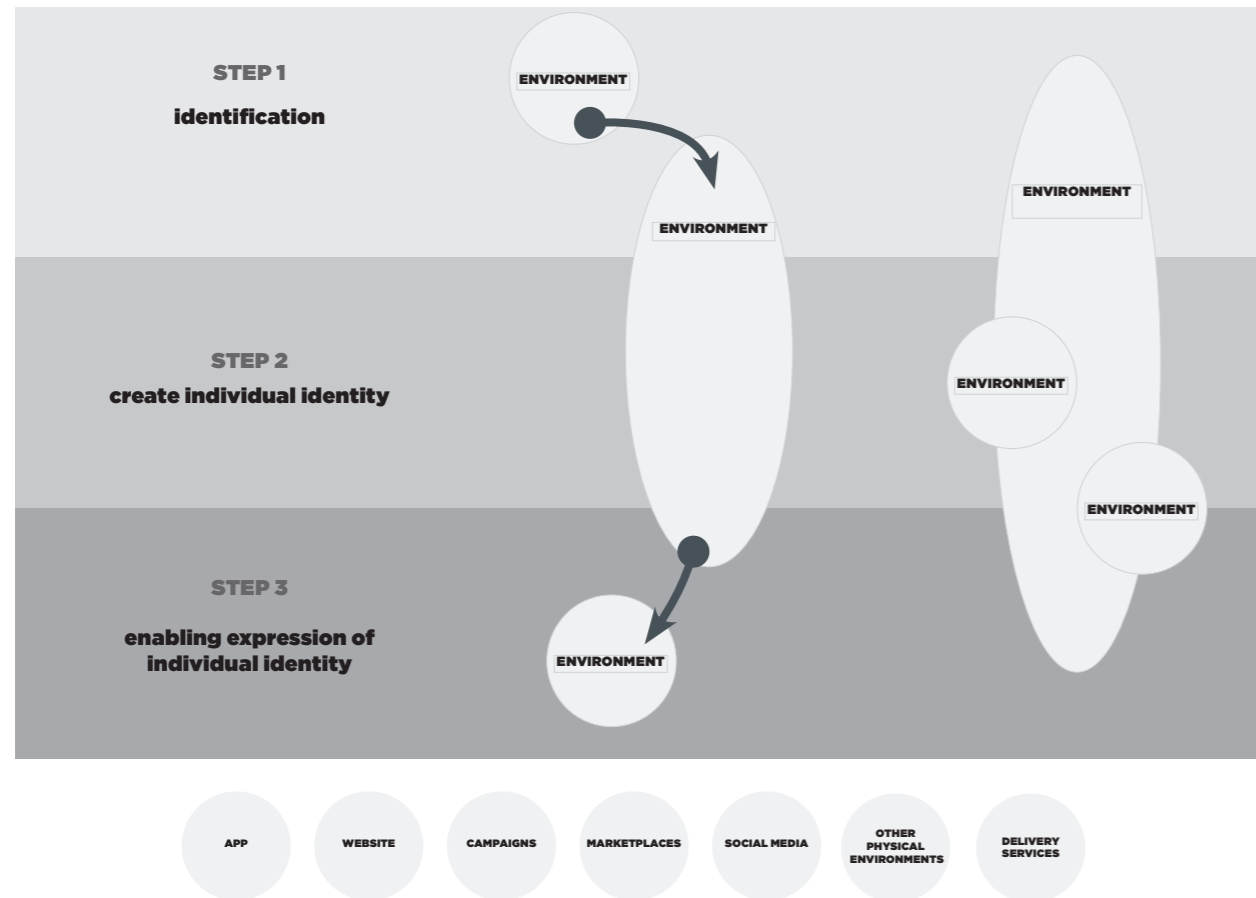 STEP 1
identification
ENVIRONMENT
ENVIRONMENT
ENVIRONMENT
STEP 2
create individual identity
ENVIRONMENT
ENVIRONMENT
STEP 3
enabling expression of
individual identity
ENVIRONMENT
APP
WEBSITE
CAMPAIGNS
MARKETPLACES
SOCIAL MEDIA
OTHER
PHYSICAL
ENVIRONMENTS
DELIVERY
SERVICES